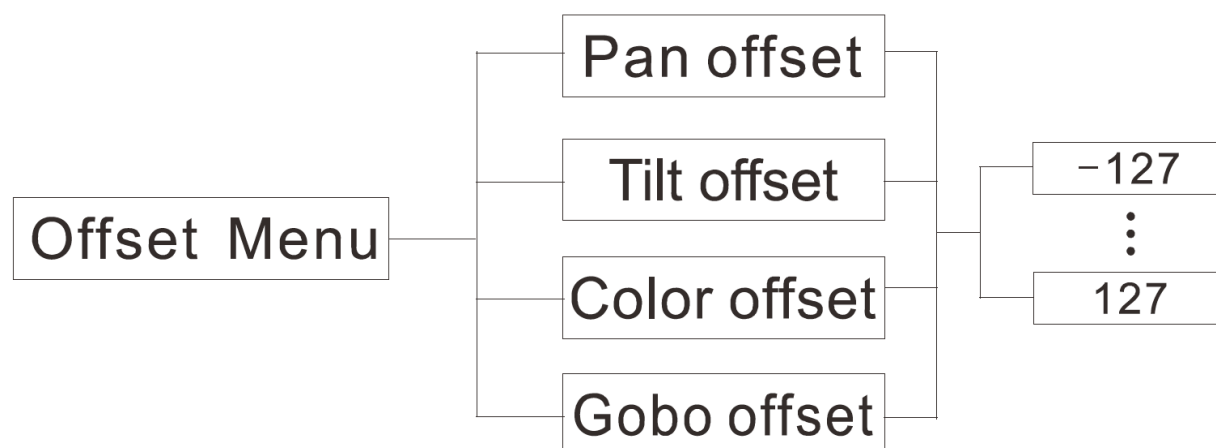 Offset Menu
Pan offset
Tilt offset
Color offset
Gobo offset
−127
⋮
127